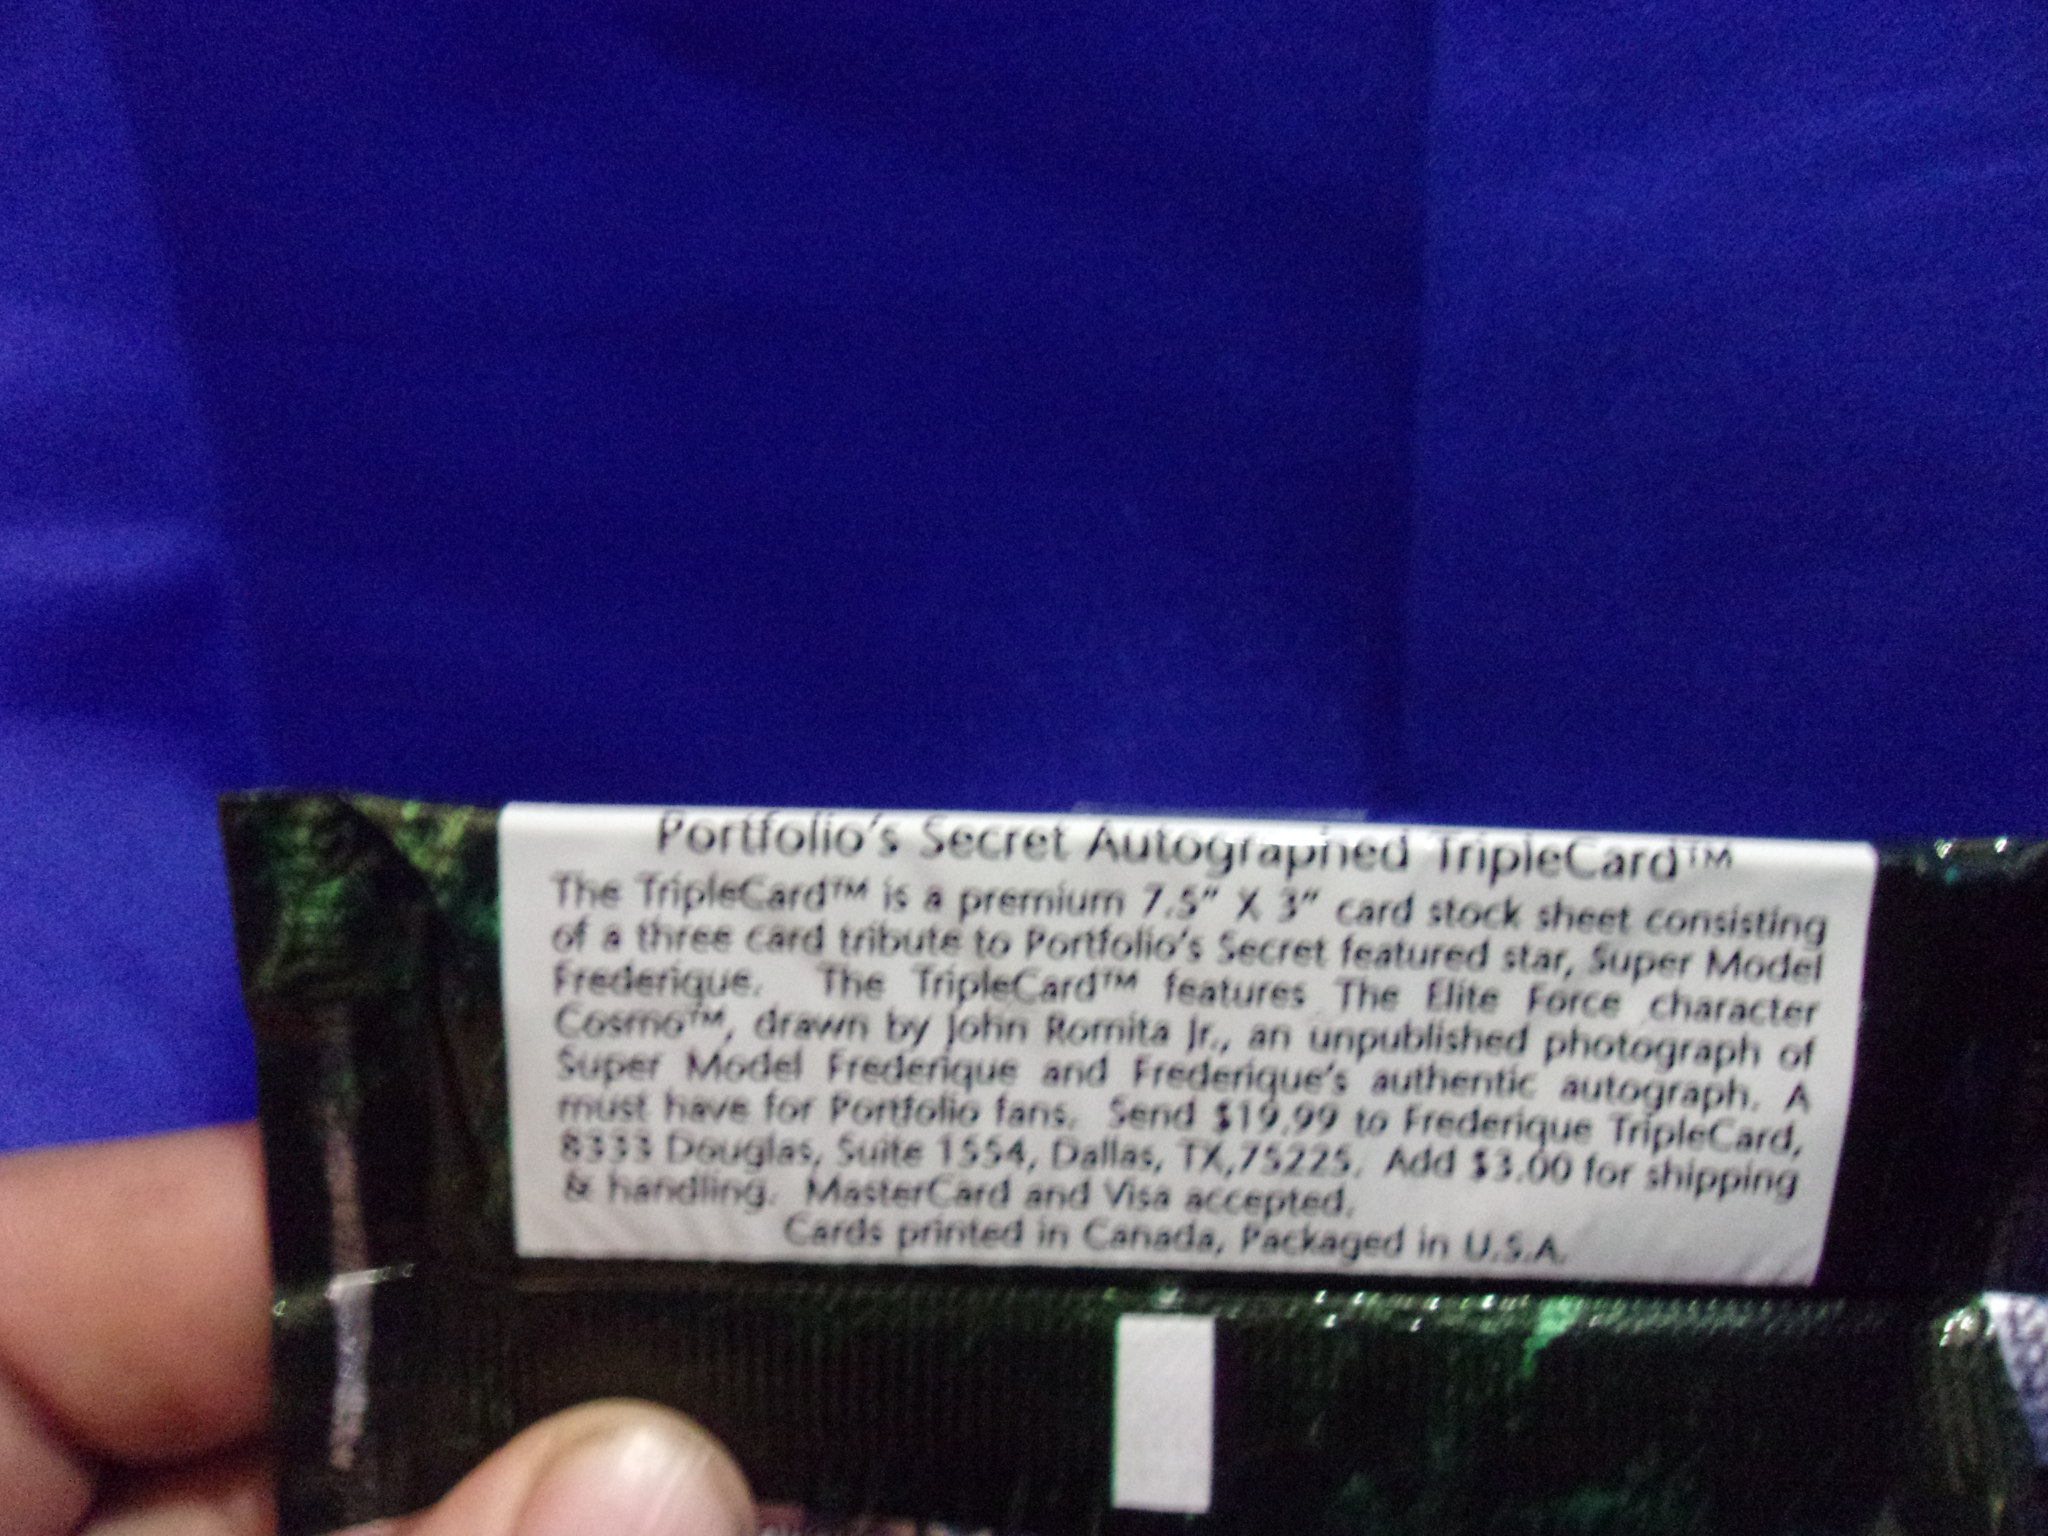 Portfolio's Secret Autographed TripleCard™
The TripleCard™ is a premium 7.5" X 3" card stock sheet consisting
of a three card tribute to Portfolio's Secret featured star, Super Model
Frederique. The TripleCard™ features The Elite Force character
Cosmo™, drawn by John Romita Jr., an unpublished photograph of
Super Model Frederique and Frederique's authentic autograph. A
must have for Portfolio fans. Send $19.99 to Frederique TripleCard,
8333 Douglas, Suite 1554, Dallas, TX,75225. Add $3.00 for shipping
& handling. MasterCard and Visa accepted.
Cards printed in Canada, Packaged in U.S.A.